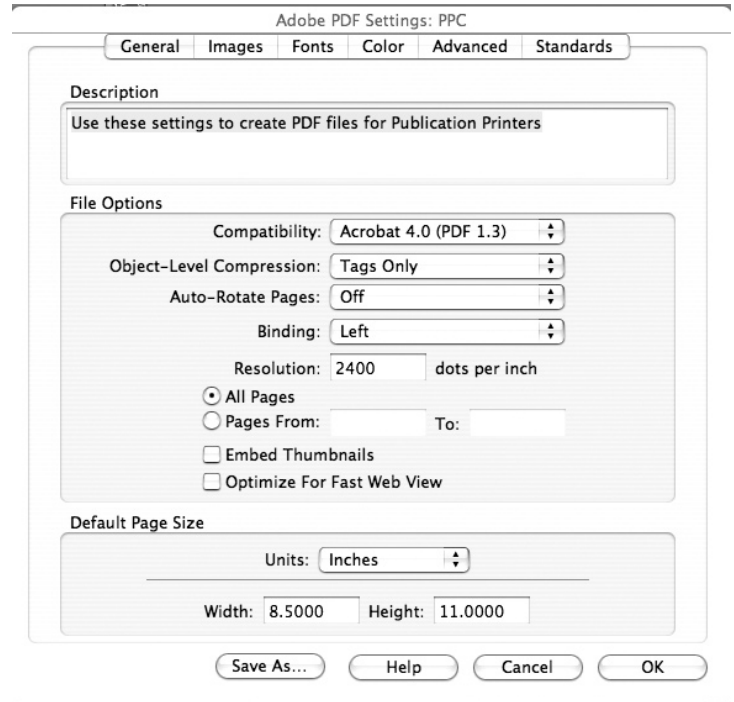 Adobe PDF Settings: PPC
General Images Fonts Color Advanced Standards
Description
Use these settings to create PDF files for Publication Printers
File Options
Compatibility: Acrobat 4.0 (PDF 1.3)
Object-Level Compression: Tags Only
Auto-Rotate Pages: Off
Binding: Left
Resolution: 2400 dots per inch
All Pages
Pages From: To:
Embed Thumbnails
Optimize For Fast Web View
Default Page Size
Units: Inches
Width: 8.5000 Height: 11.0000
Save As... Help Cancel OK